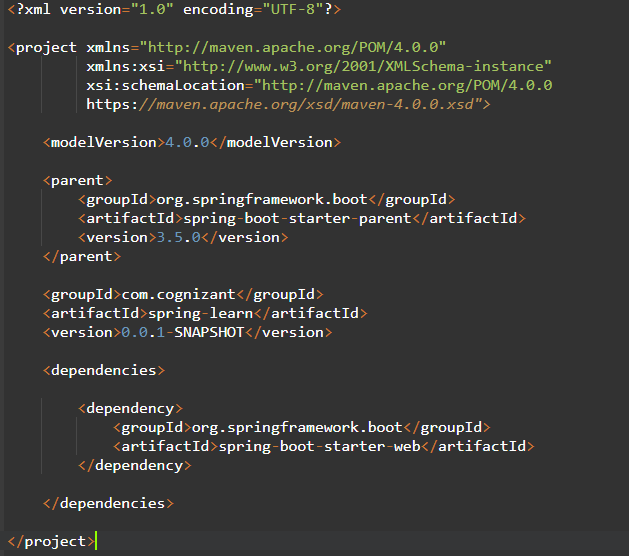 <?xml version="1.0" encoding="UTF-8"?>
<project xmlns="http://maven.apache.org/POM/4.0.0"
xmlns:xsi="http://www.w3.org/2001/XMLSchema-instance"
xsi:schemaLocation="http://maven.apache.org/POM/4.0.0
https://maven.apache.org/xsd/maven-4.0.0.xsd">
<modelVersion>4.0.0</modelVersion>
<parent>
<groupId>org.springframework.boot</groupId>
<artifactId>spring-boot-starter-parent</artifactId>
<version>3.5.0</version>
</parent>
<groupId>com.cognizant</groupId>
<artifactId>spring-learn</artifactId>
<version>0.0.1-SNAPSHOT</version>
<dependencies>
<dependency>
<groupId>org.springframework.boot</groupId>
<artifactId>spring-boot-starter-web</artifactId>
</dependency>
</dependencies>
</project>